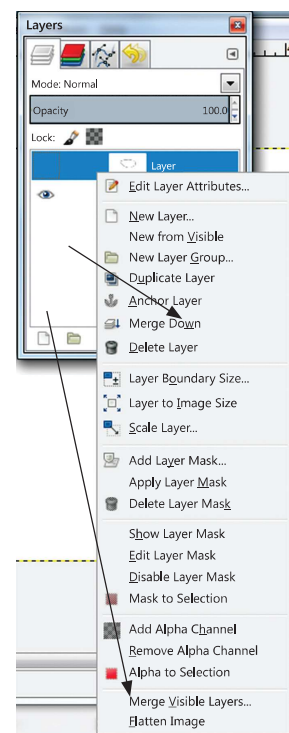 Layers
Mode: Normal
Opacity 100.0
Lock:
Layer
Edit Layer Attributes...
New Layer...
New from Visible
New Layer Group...
Duplicate Layer
Anchor Layer
Merge Down
Delete Layer
Layer Boundary Size...
Layer to Image Size
Scale Layer...
Add Layer Mask...
Apply Layer Mask
Delete Layer Mask
Show Layer Mask
Edit Layer Mask
Disable Layer Mask
Mask to Selection
Add Alpha Channel
Remove Alpha Channel
Alpha to Selection
Merge Visible Layers...
Flatten Image